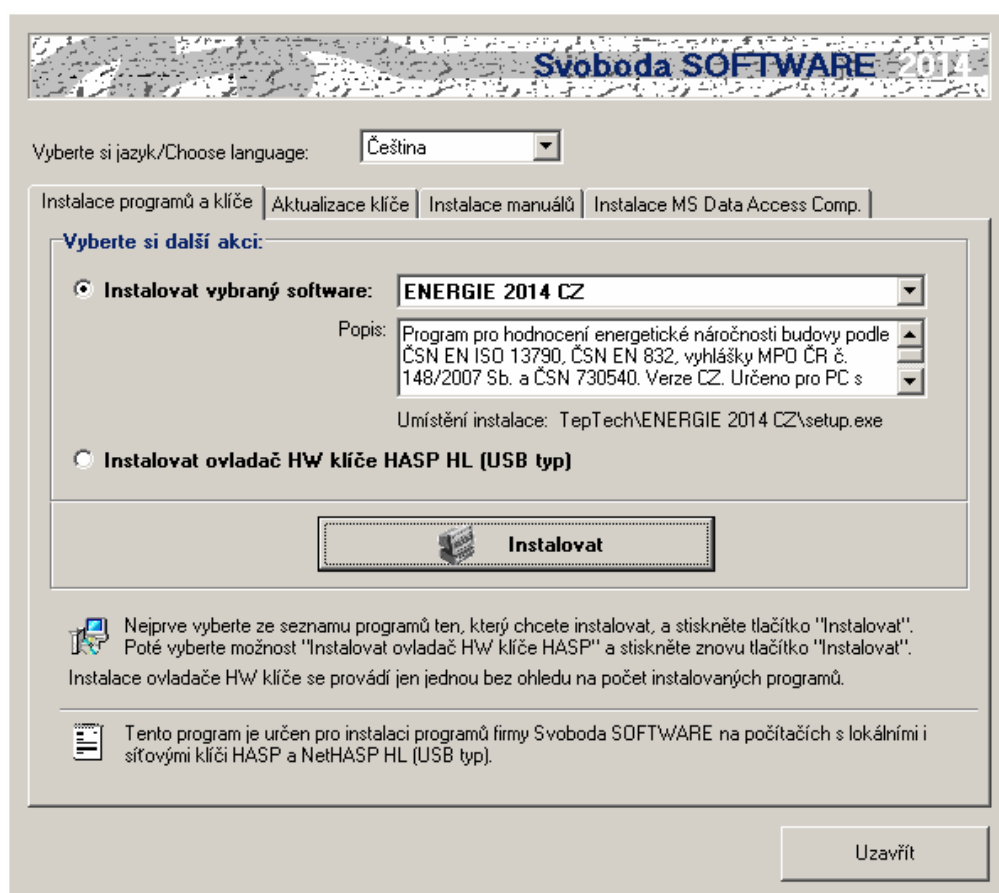 Svoboda SOFTWARE 2014
Vyberte si jazyk/Choose language: Čeština
Instalace programů a klíče Aktualizace klíče Instalace manuálů Instalace MS Data Access Comp.
Vyberte si další akci:
Instalovat vybraný software: ENERGIE 2014 CZ
Popis: Program pro hodnocení energetické náročnosti budovy podle
ČSN EN ISO 13790, ČSN EN 832, vyhlášky MPO ČR č.
148/2007 Sb. a ČSN 730540. Verze CZ. Určeno pro PC s
Umístění instalace: TepTech\ENERGIE 2014 CZ\setup.exe
Instalovat ovladač HW klíče HASP HL (USB typ)
Instalovat
Nejprve vyberte ze seznamu programů ten, který chcete instalovat, a stiskněte tlačítko "Instalovat".
Poté vyberte možnost "Instalovat ovladač HW klíče HASP" a stiskněte znovu tlačítko "Instalovat".
Instalace ovladače HW klíče se provádí jen jednou bez ohledu na počet instalovaných programů.
Tento program je určen pro instalaci programů firmy Svoboda SOFTWARE na počítačích s lokálními i
síťovými klíči HASP a NetHASP HL (USB typ).
Uzavřít